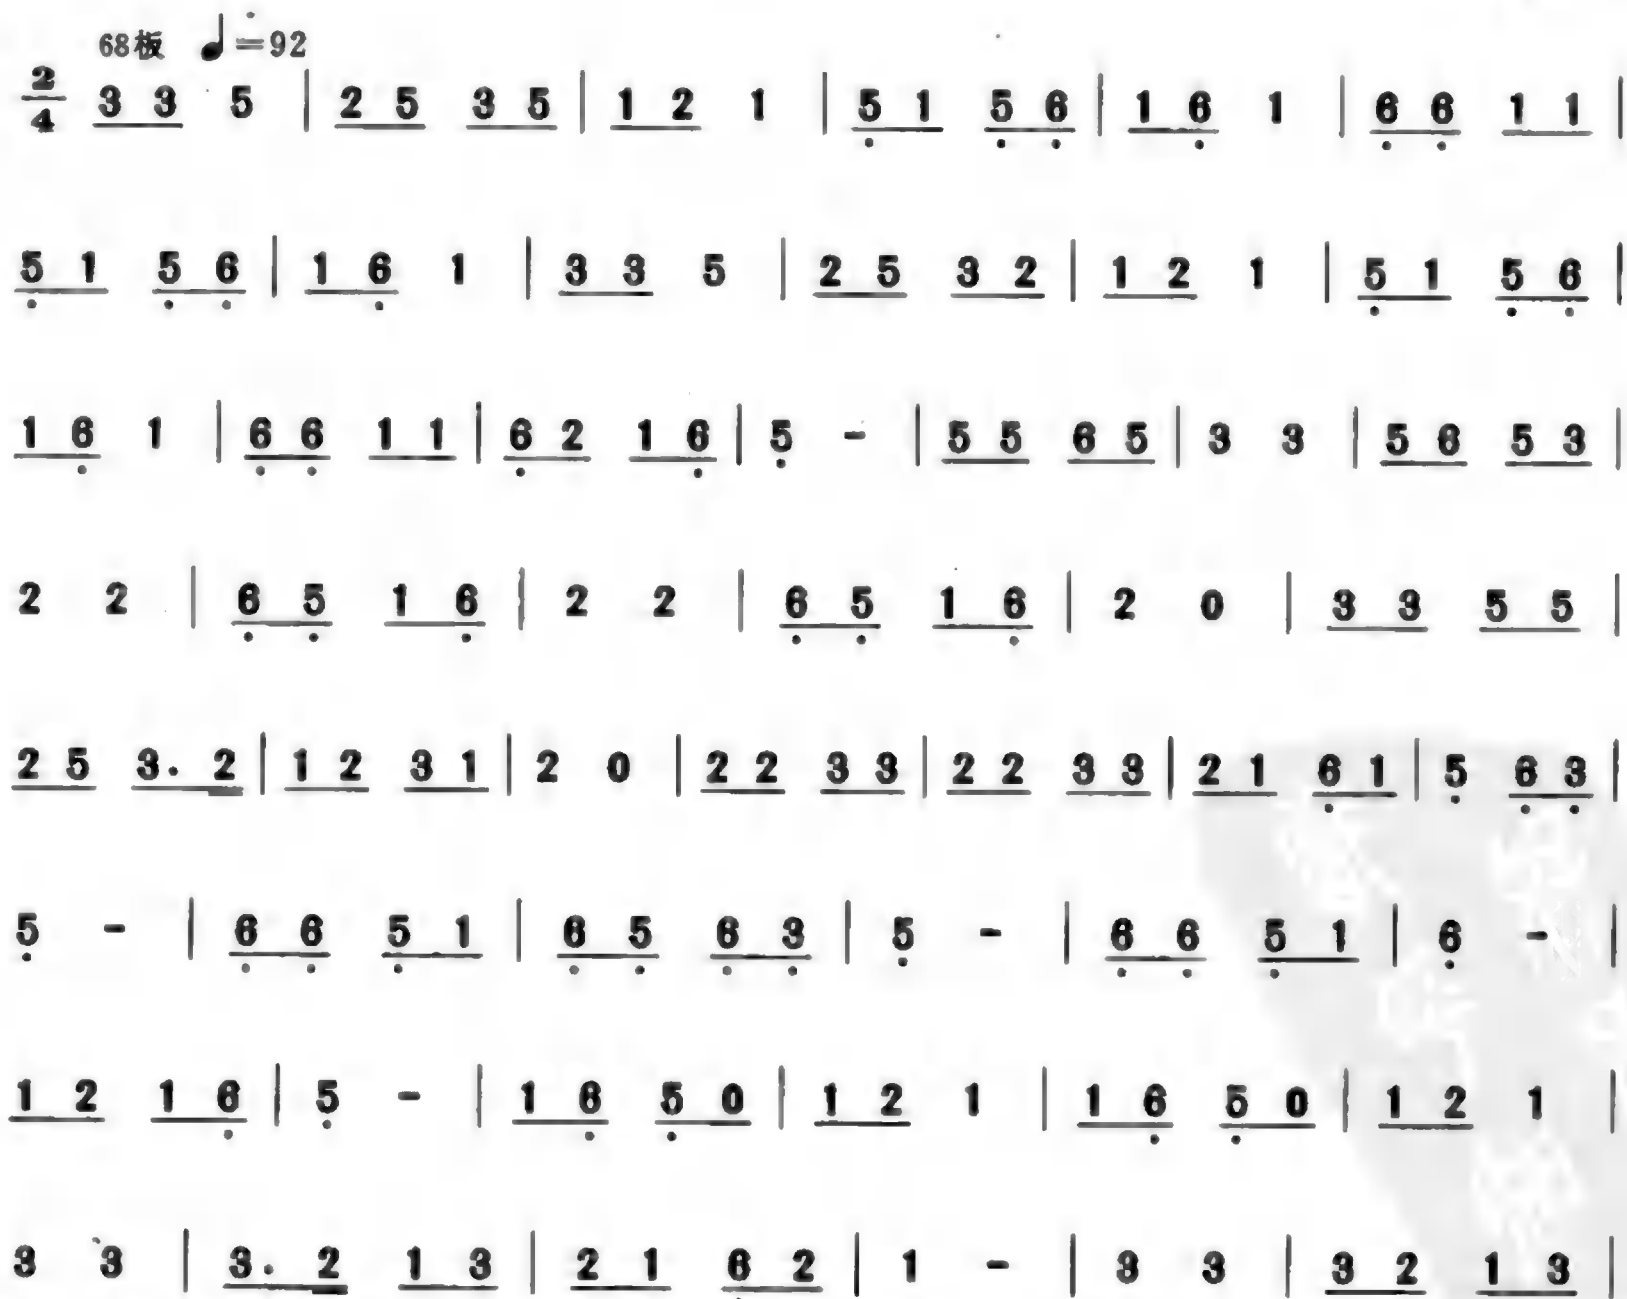 68板 ♩=92
2/4 3 3 5 | 2 5 3 5 | 1 2 1 | 5̣ 1 5̣ 6̣ | 1 6̣ 1 | 6̣ 6̣ 1 1 |
5̣ 1 5̣ 6̣ | 1 6̣ 1 | 3 3 5 | 2 5 3 2 | 1 2 1 | 5̣ 1 5̣ 6̣ |
1 6̣ 1 | 6̣ 6̣ 1 1 | 6̣ 2 1 6̣ | 5̣ - | 5 5 6 5 | 3 3 | 5 6 5 3 |
2 2 | 6̣ 5̣ 1 6̣ | 2 2 | 6̣ 5̣ 1 6̣ | 2 0 | 3 3 5 5 |
2 5 3. 2 | 1 2 3 1 | 2 0 | 2 2 3 3 | 2 2 3 3 | 2 1 6̣ 1 | 5̣ 6̣ 3̣ |
5̣ - | 6̣ 6̣ 5̣ 1 | 6̣ 5̣ 6̣ 3̣ | 5̣ - | 6̣ 6̣ 5̣ 1 | 6̣ - |
1 2 1 6̣ | 5̣ - | 1 6̣ 5̣ 0 | 1 2 1 | 1 6̣ 5̣ 0 | 1 2 1 |
3 3 | 3. 2 1 3 | 2 1 6̣ 2 | 1 - | 3 3 | 3 2 1 3 |